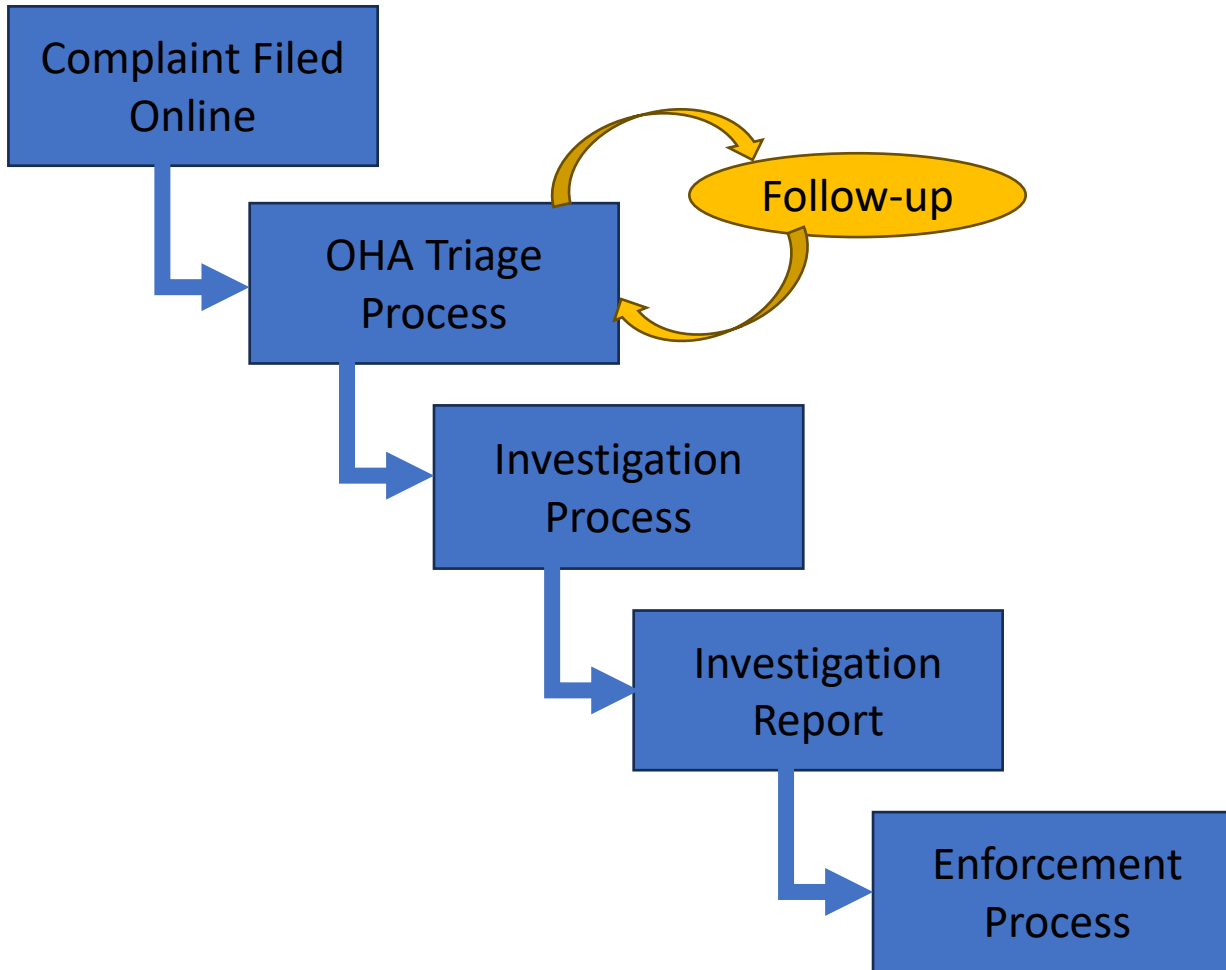 Complaint Filed
Online
Follow-up
OHA Triage
Process
Investigation
Process
Investigation
Report
Enforcement
Process